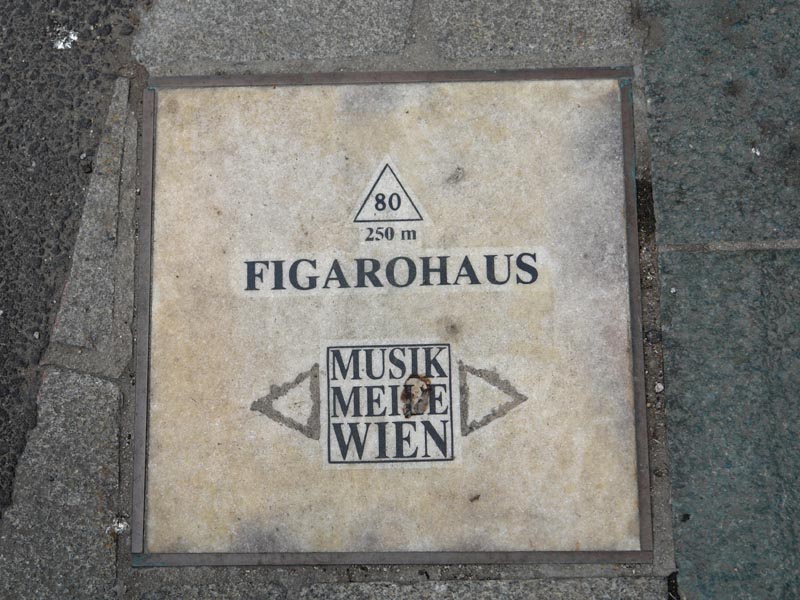 80
250 m
FIGAROHAUS
MUSIK
MEILE
WIEN